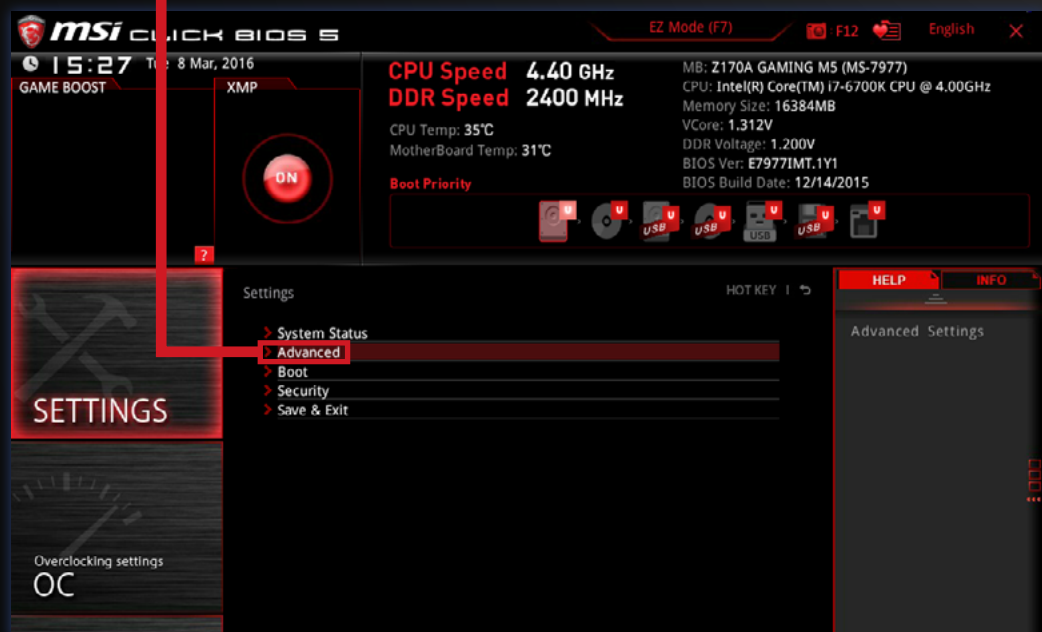 msi CLICK BIOS 5
EZ Mode (F7)
: F12
English
15:27 8 Mar, 2016
GAME BOOST
XMP
ON
?
CPU Speed 4.40 GHz
DDR Speed 2400 MHz
CPU Temp: 35°C
MotherBoard Temp: 31°C
MB: Z170A GAMING M5 (MS-7977)
CPU: Intel(R) Core(TM) i7-6700K CPU @ 4.00GHz
Memory Size: 16384MB
VCore: 1.312V
DDR Voltage: 1.200V
BIOS Ver: E7977IMT.1Y1
BIOS Build Date: 12/14/2015
Boot Priority
U U U USB U USB U USB U USB U
SETTINGS
Overclocking settings
OC
Settings
HOT KEY |
> System Status
> Advanced
> Boot
> Security
> Save & Exit
HELP
INFO
Advanced Settings